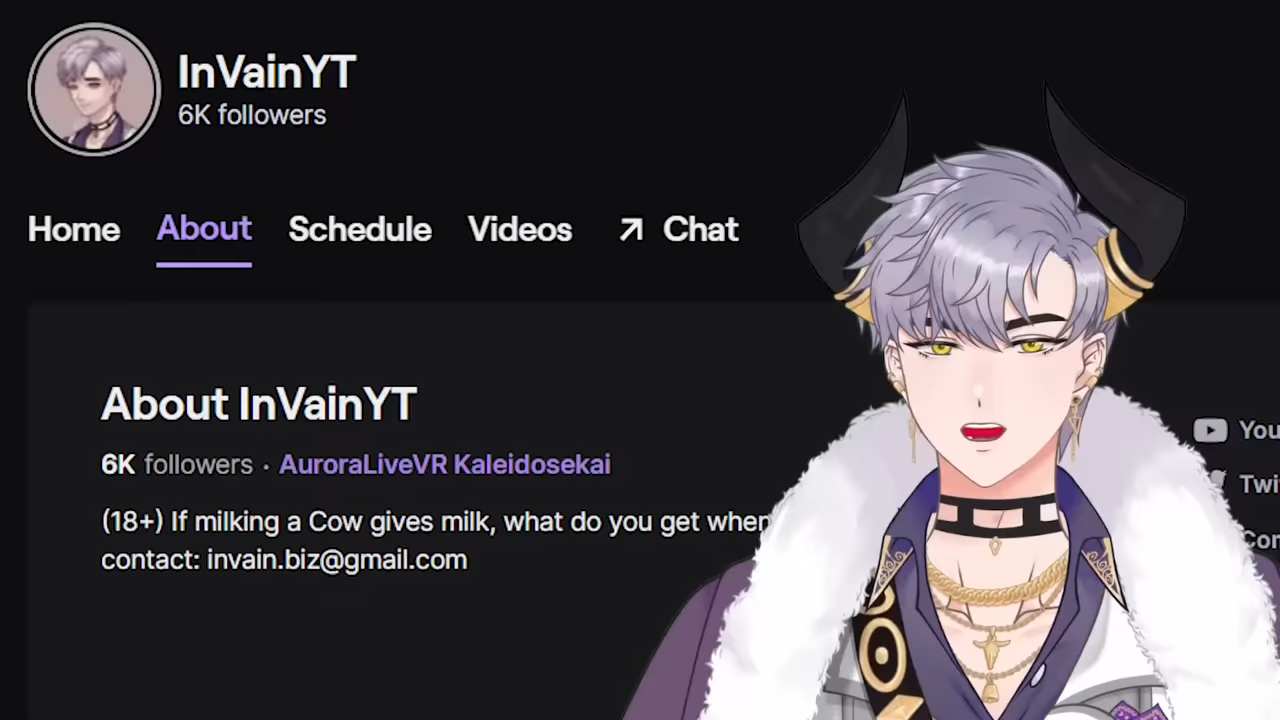 InVainYT
6K followers
Home About Schedule Videos Chat
About InVainYT
6K followers · AuroraLiveVR Kaleidosekai
You
Twi
(18+) If milking a Cow gives milk, what do you get when
Con
contact: invain.biz@gmail.com